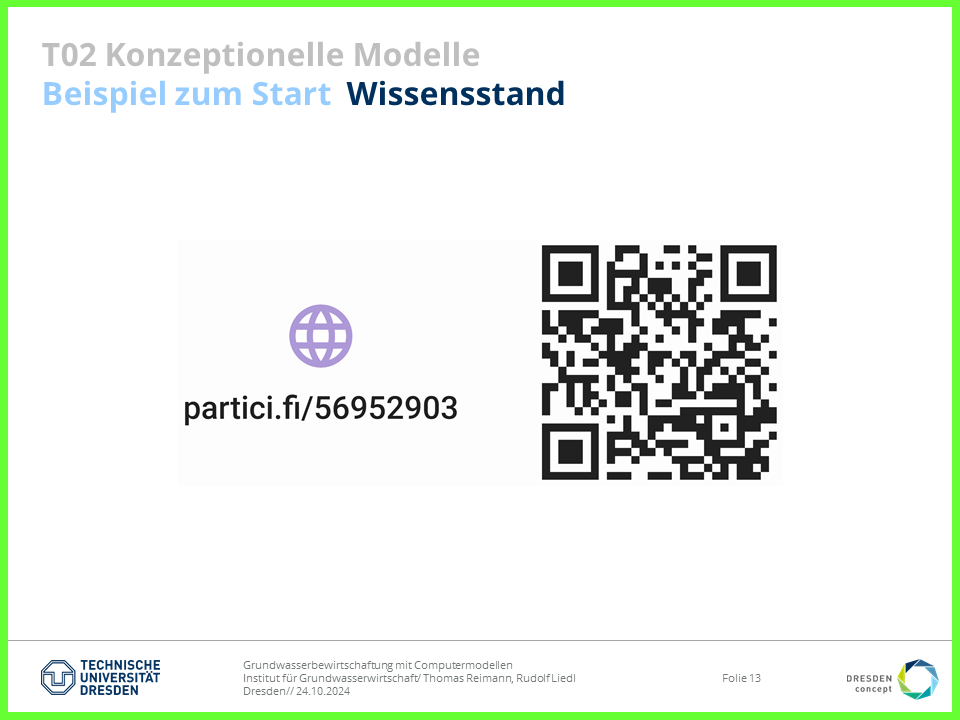 T02 Konzeptionelle Modelle
Beispiel zum Start Wissensstand
partici.fi/56952903
TECHNISCHE
UNIVERSITÄT
DRESDEN
Grundwasserbewirtschaftung mit Computermodellen
Institut für Grundwasserwirtschaft/ Thomas Reimann, Rudolf Liedl
Dresden// 24.10.2024
Folie 13
DRESDEN
concept